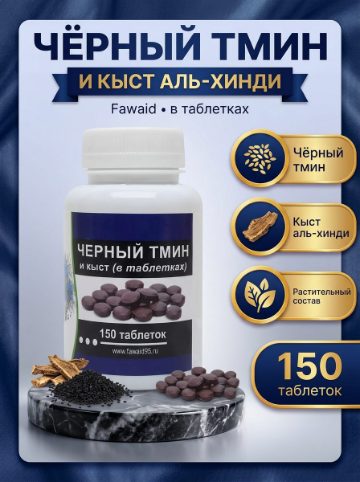 ЧЁРНЫЙ ТМИН
И КЫСТ АЛЬ-ХИНДИ
Fawaid • в таблетках
Чёрный
тмин
Кыст
аль-хинди
Растительный
состав
ЧЕРНЫЙ ТМИН
и кыст (в таблетках)
150 таблеток
www.fawaid95.ru
150
таблеток